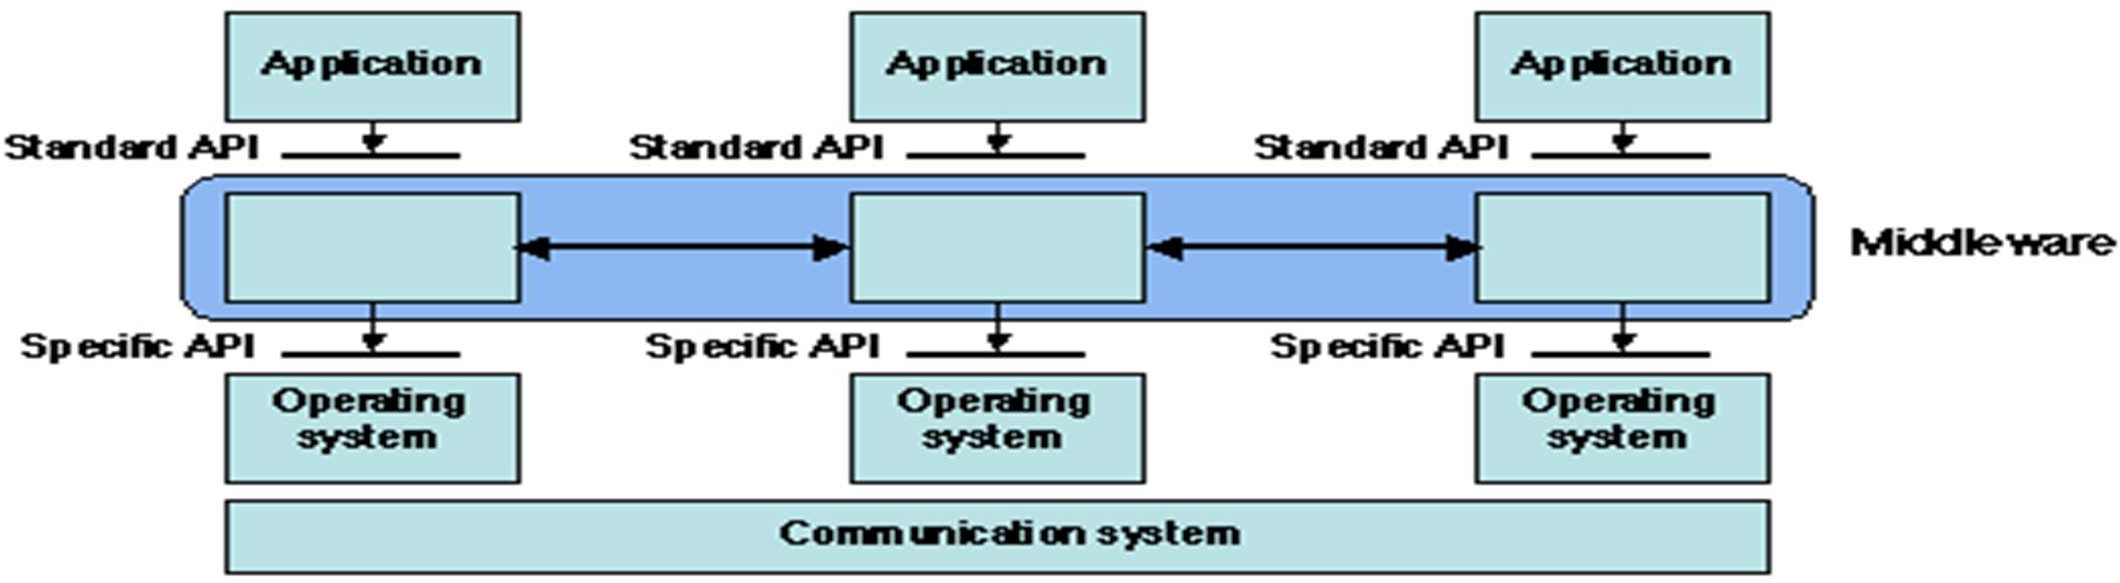 Application
Application
Application
Standard API
Standard API
Standard API
Middleware
Specific API
Specific API
Specific API
Operating
system
Operating
system
Operating
system
Communication system